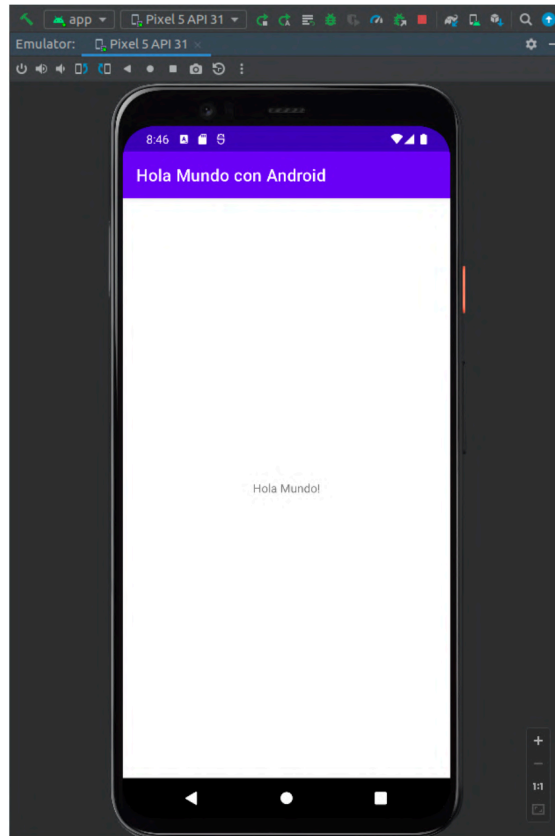 app
Pixel 5 API 31
Emulator:
Pixel 5 API 31
8:46
Hola Mundo con Android
Hola Mundo!
1:1